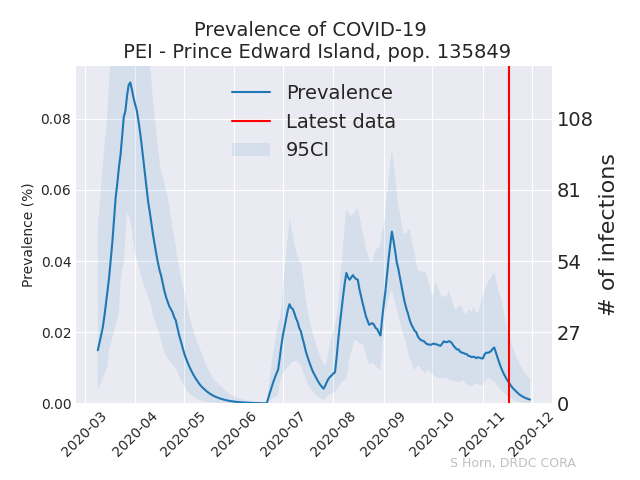 Prevalence of COVID-19
PEI - Prince Edward Island, pop. 135849
Prevalence
Latest data
95CI
Prevalence (%)
0.08
0.06
0.04
0.02
0.00
108
81
54
27
0
# of infections
2020-03
2020-04
2020-05
2020-06
2020-07
2020-08
2020-09
2020-10
2020-11
2020-12
S Horn, DRDC CORA